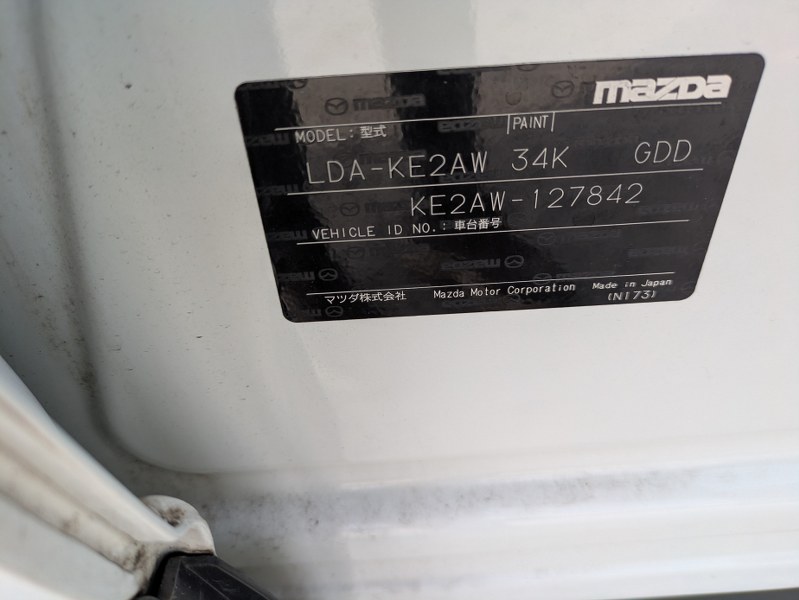 mazda
MODEL：型式 PAINT
LDA-KE2AW 34K GDD
KE2AW-127842
VEHICLE ID NO.：車台番号
マツダ株式会社 Mazda Motor Corporation Made in Japan
(N173)